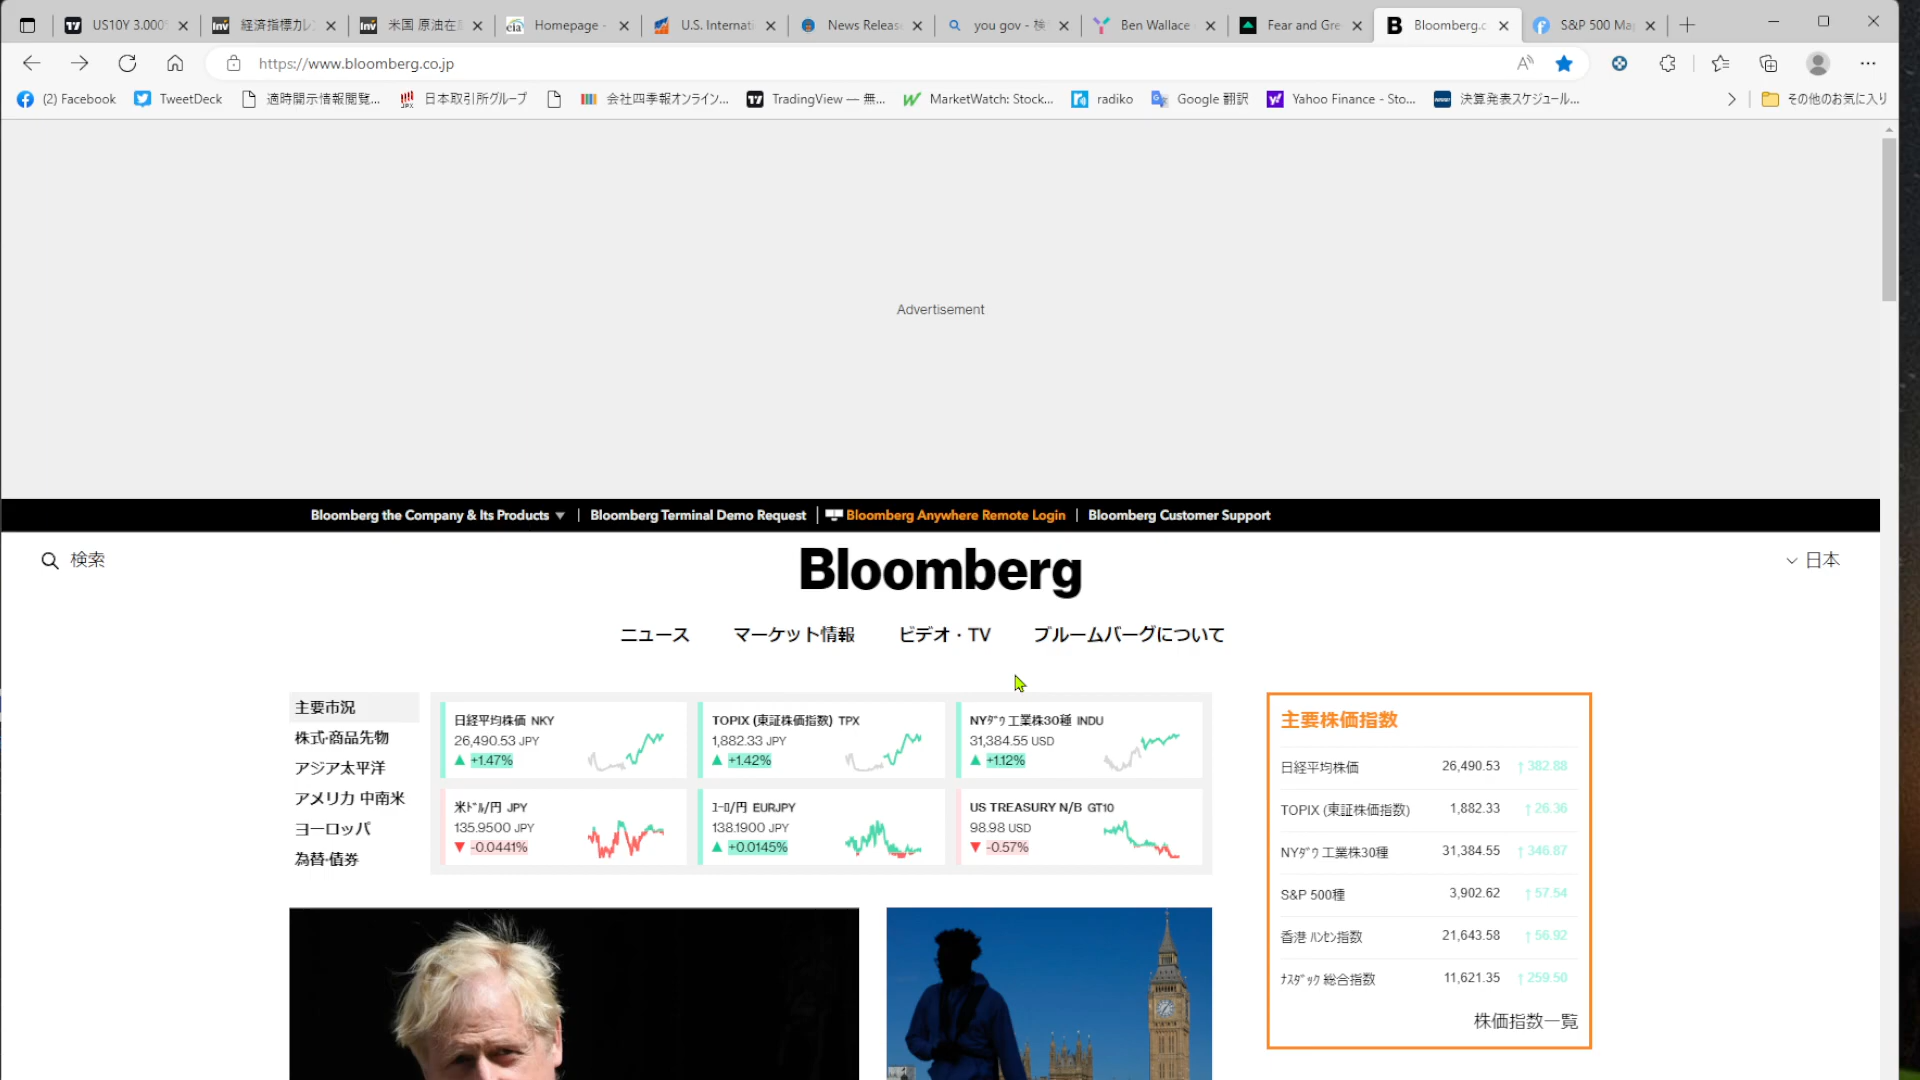 US10Y 3.000
経済指標カレ
米国 原油在
Homepage -
U.S. Internati
News Releas
you gov - 検
Ben Wallace
Fear and Gre
Bloomberg.c
S&P 500 Ma
https://www.bloomberg.co.jp
(2) Facebook
TweetDeck
適時開示情報閲覧...
日本取引所グループ
会社四季報オンライン...
TradingView — 無...
MarketWatch: Stock...
radiko
Google 翻訳
Yahoo Finance - Sto...
決算発表スケジュール...
その他のお気に入り
Advertisement
Bloomberg the Company & Its Products ▼ | Bloomberg Terminal Demo Request | Bloomberg Anywhere Remote Login | Bloomberg Customer Support
検索
Bloomberg
日本
ニュース マーケット情報 ビデオ・TV ブルームバーグについて
主要市況
株式·商品先物
アジア太平洋
アメリカ 中南米
ヨーロッパ
為替·債券
日経平均株価 NKY
26,490.53 JPY
▲ +1.47%
TOPIX (東証株価指数) TPX
1,882.33 JPY
▲ +1.42%
NYﾀﾞｳ工業株30種 INDU
31,384.55 USD
▲ +1.12%
米ﾄﾞﾙ/円 JPY
135.9500 JPY
▼ -0.0441%
ﾕｰﾛ/円 EURJPY
138.1900 JPY
▲ +0.0145%
US TREASURY N/B GT10
98.98 USD
▼ -0.57%
主要株価指数
日経平均株価 26,490.53 ↑ 382.88
TOPIX (東証株価指数) 1,882.33 ↑ 26.36
NYﾀﾞｳ工業株30種 31,384.55 ↑ 346.87
S&P 500種 3,902.62 ↑ 57.54
香港 ﾊﾝｾﾝ指数 21,643.58 ↑ 56.92
ﾅｽﾀﾞｯｸ 総合指数 11,621.35 ↑ 259.50
株価指数一覧